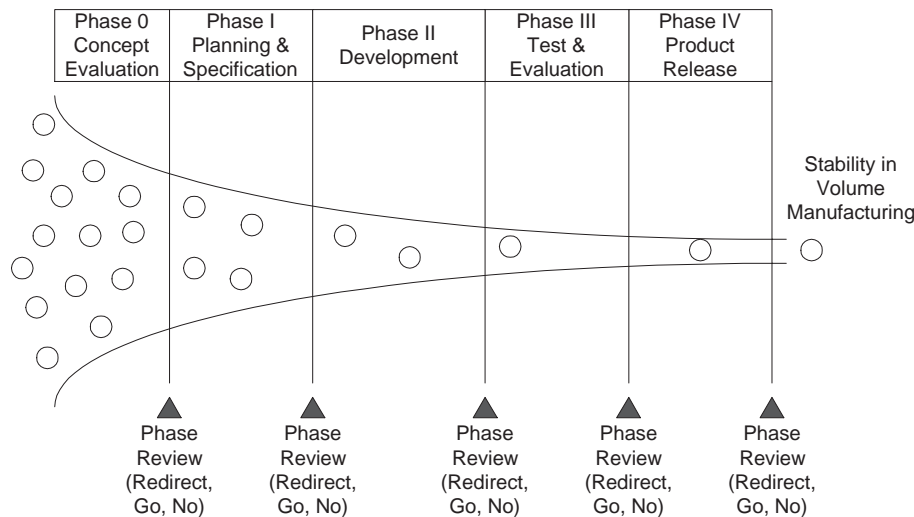 Phase 0
Concept
Evaluation
Phase I
Planning &
Specification
Phase II
Development
Phase III
Test &
Evaluation
Phase IV
Product
Release
Stability in
Volume
Manufacturing
Phase
Review
(Redirect,
Go, No)
Phase
Review
(Redirect,
Go, No)
Phase
Review
(Redirect,
Go, No)
Phase
Review
(Redirect,
Go, No)
Phase
Review
(Redirect,
Go, No)